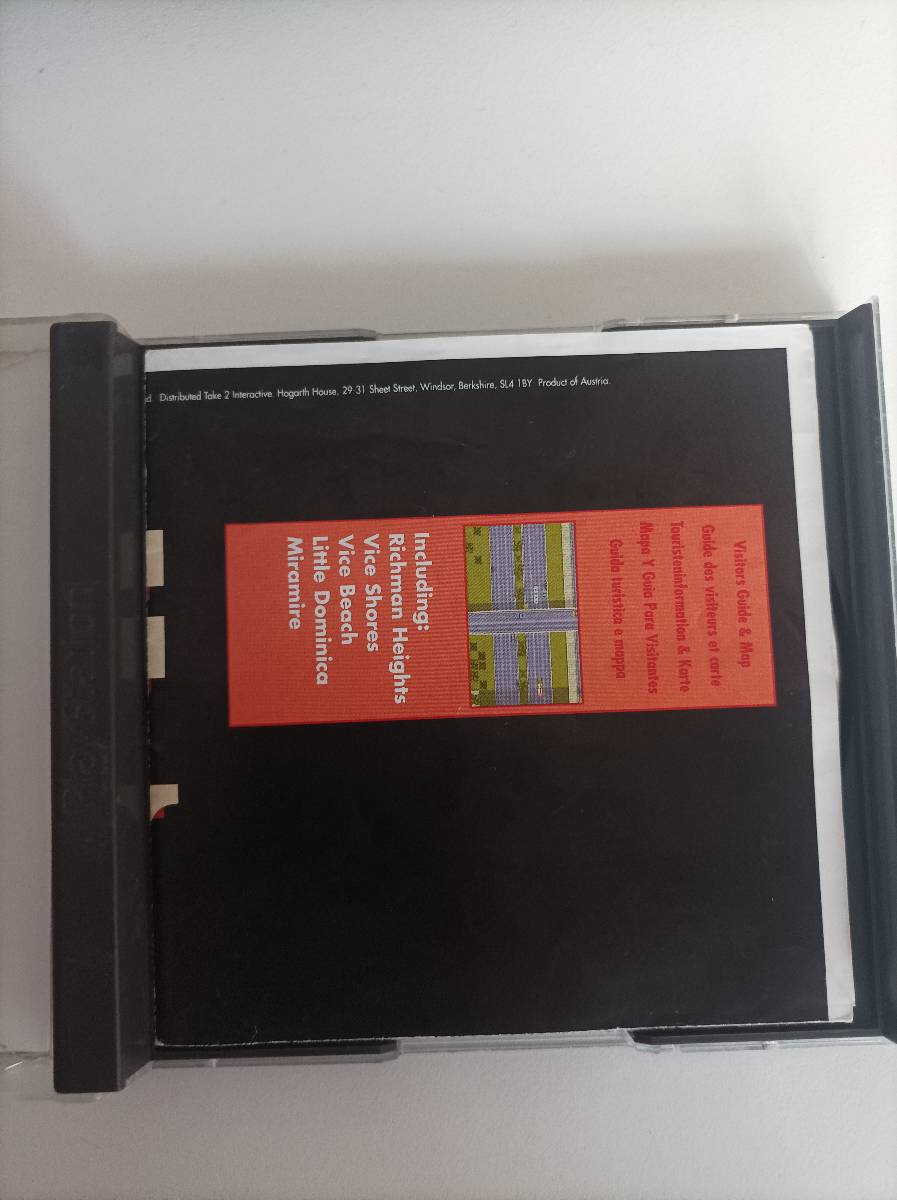 Distributed Take 2 Interactive. Hogarth House, 29-31 Sheet Street, Windsor, Berkshire, SL4 1BY Product of Austria.
Visitors Guide & Map
Guide des visiteurs et carte
Touristeninformation & Karte
Mapa Y Guia Para Visitantes
Guida turistica e mappa
Including:
Richman Heights
Vice Shores
Vice Beach
Little Dominica
Miramire